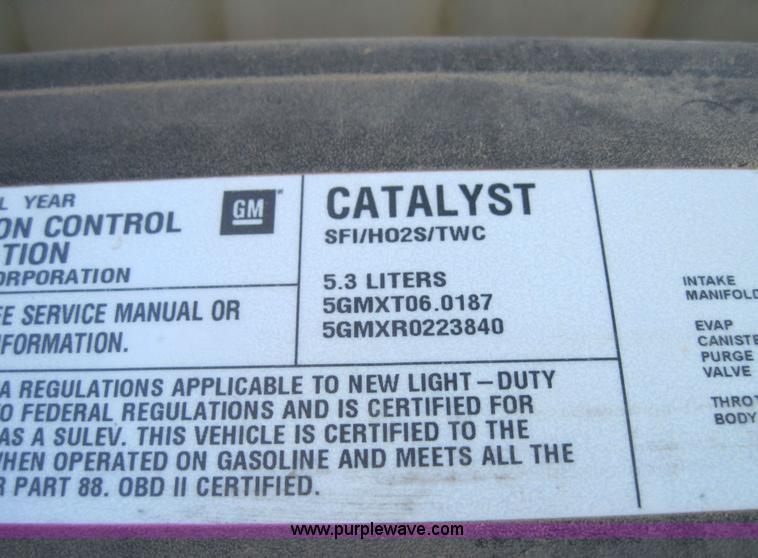 L YEAR
ON CONTROL
TION
ORPORATION
GM
EE SERVICE MANUAL OR
FORMATION.
CATALYST
SFI/HO2S/TWC
5.3 LITERS
5GMXT06.0187
5GMXR0223840
A REGULATIONS APPLICABLE TO NEW LIGHT-DUTY
TO FEDERAL REGULATIONS AND IS CERTIFIED FOR
AS A SULEV. THIS VEHICLE IS CERTIFIED TO THE
WHEN OPERATED ON GASOLINE AND MEETS ALL THE
R PART 88. OBD II CERTIFIED.
INTAKE
MANIFOLD
EVAP
CANISTE
PURGE
VALVE
THROT
BODY
www.purplewave.com